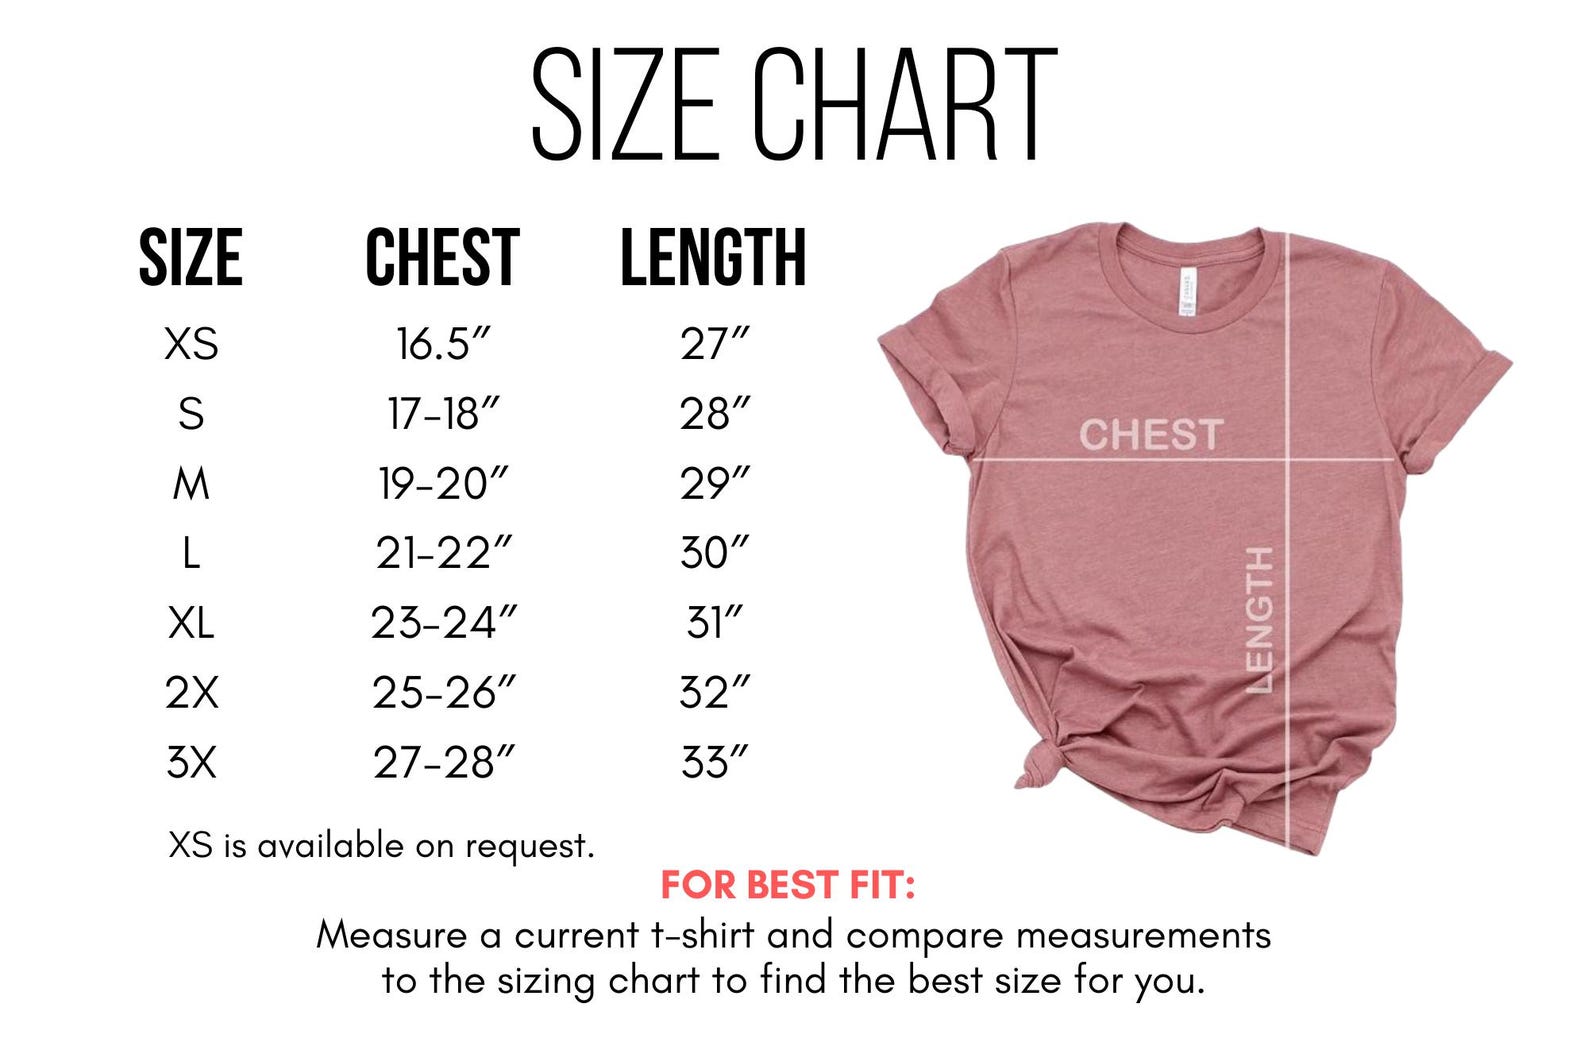 SIZE CHART
SIZE CHEST LENGTH
XS 16.5″ 27″
S 17-18″ 28″
M 19-20″ 29″
L 21-22″ 30″
XL 23-24″ 31″
2X 25-26″ 32″
3X 27-28″ 33″
CHEST
LENGTH
XS is available on request.
FOR BEST FIT:
Measure a current t-shirt and compare measurements
to the sizing chart to find the best size for you.